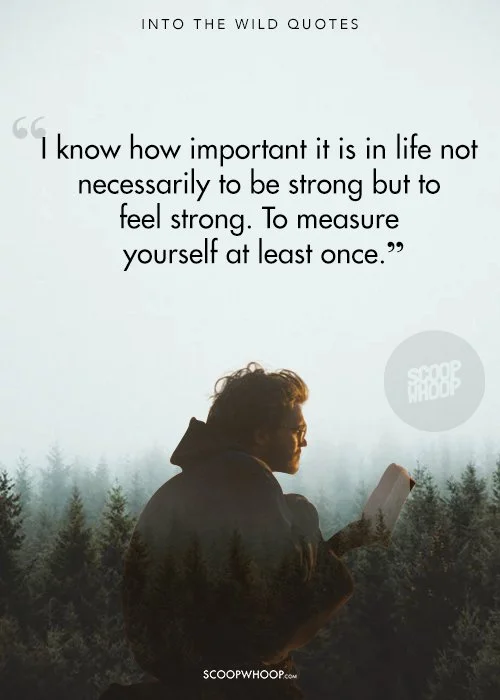 INTO THE WILD QUOTES
“I know how important it is in life not
necessarily to be strong but to
feel strong. To measure
yourself at least once.”
SCOOP
WHOOP
SCOOPWHOOP.COM